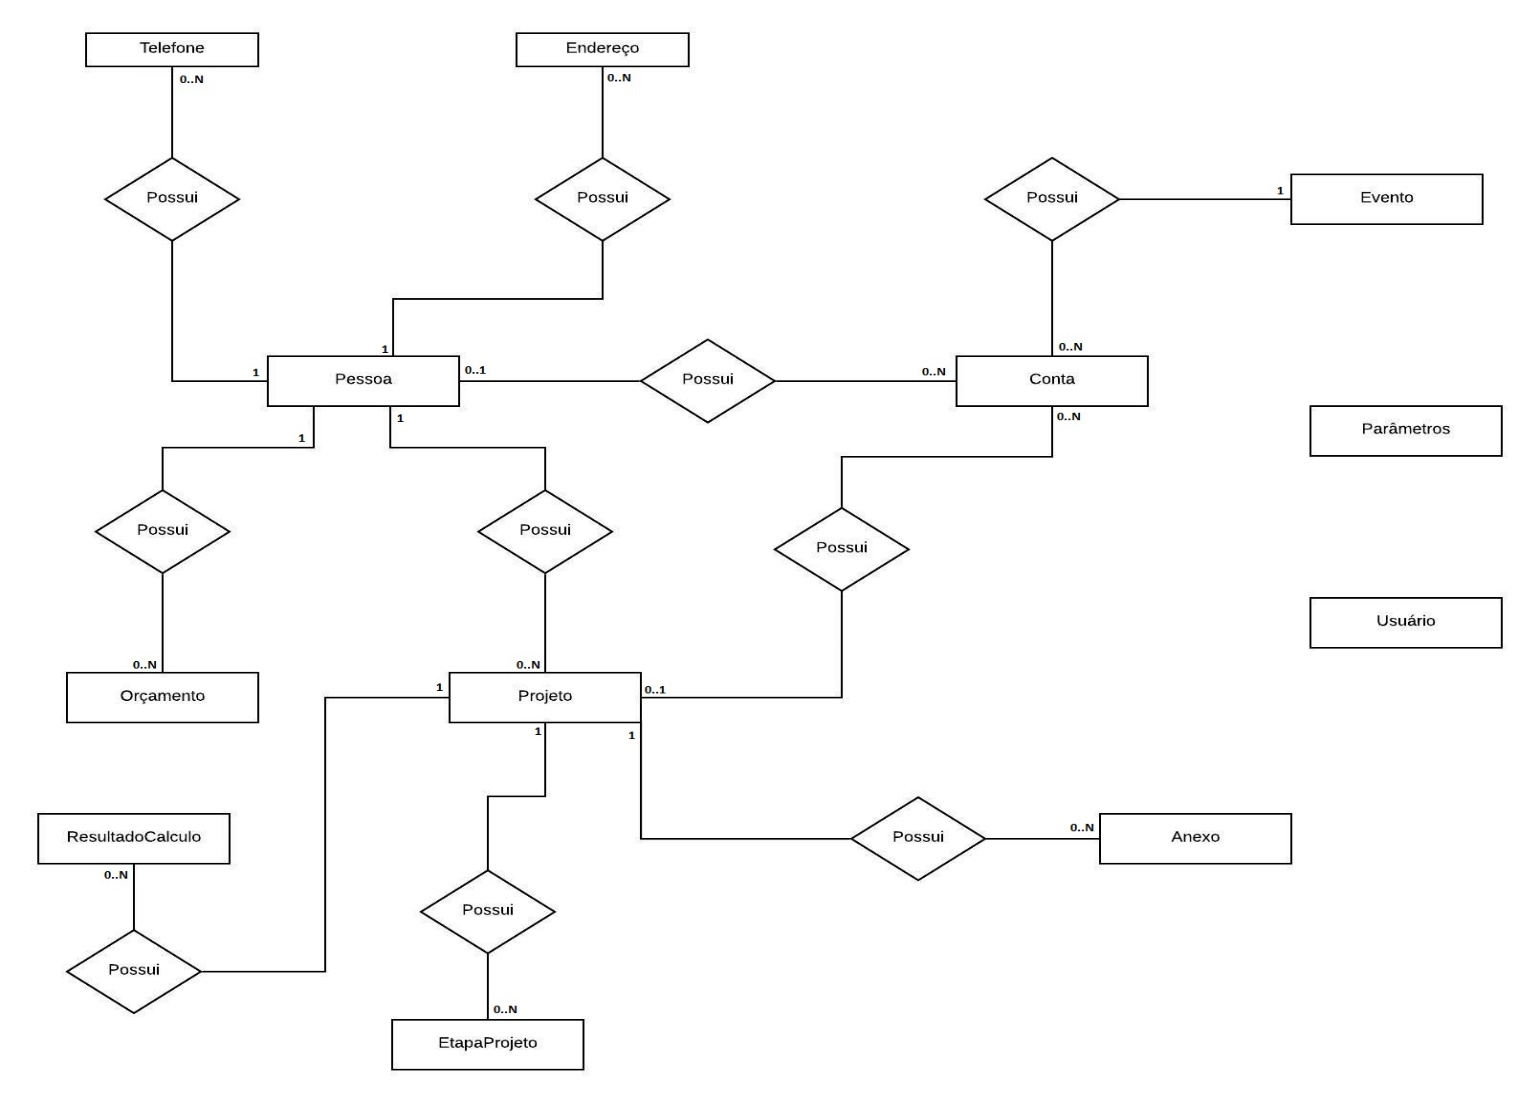 Telefone
Endereço
0..N
0..N
Possui
Possui
Possui
1
Evento
1
0..N
1
Pessoa
0..1
Possui
0..N
Conta
0..N
1
1
Parâmetros
Possui
Possui
Possui
Usuário
0..N
0..N
Orçamento
1
Projeto
0..1
1
1
ResultadoCalculo
Possui
0..N
Anexo
0..N
Possui
Possui
0..N
EtapaProjeto